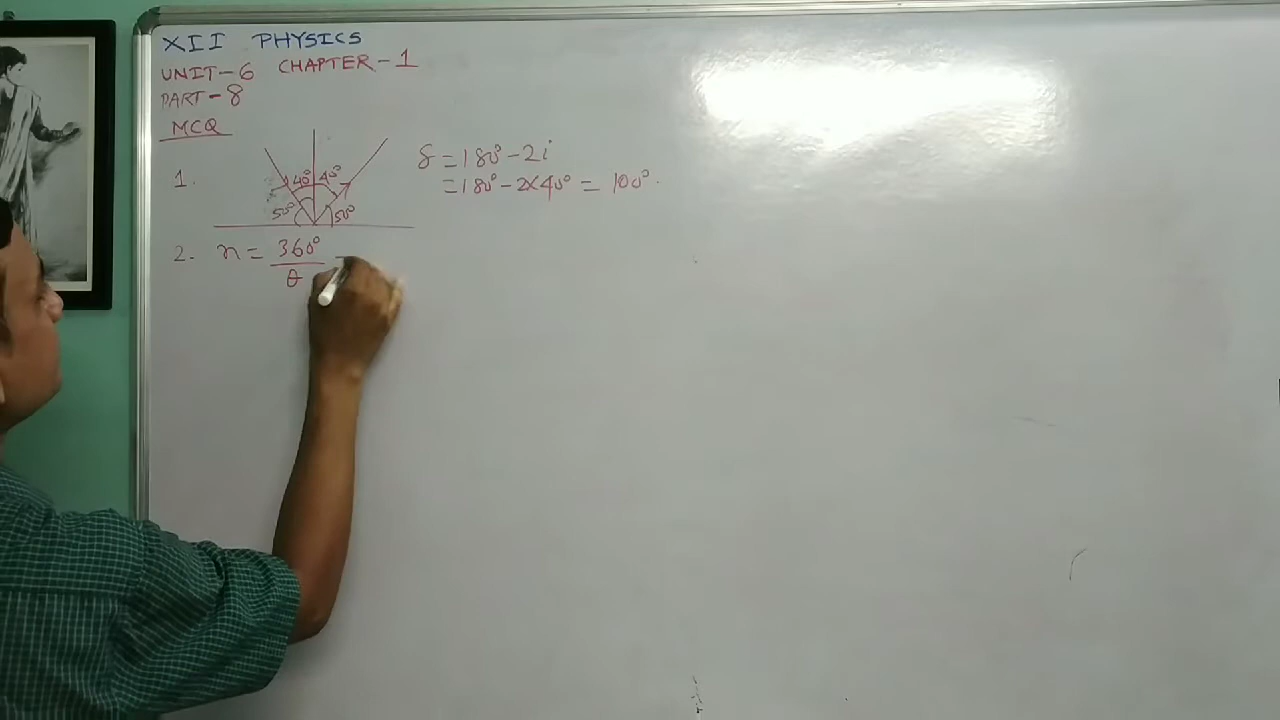 XII PHYSICS
UNIT-6 CHAPTER-1
PART-8
MCQ
1.
40° 40°
50° 50°
δ = 180° - 2i
= 180° - 2×40° = 100°.
2. n = 360°/θ -